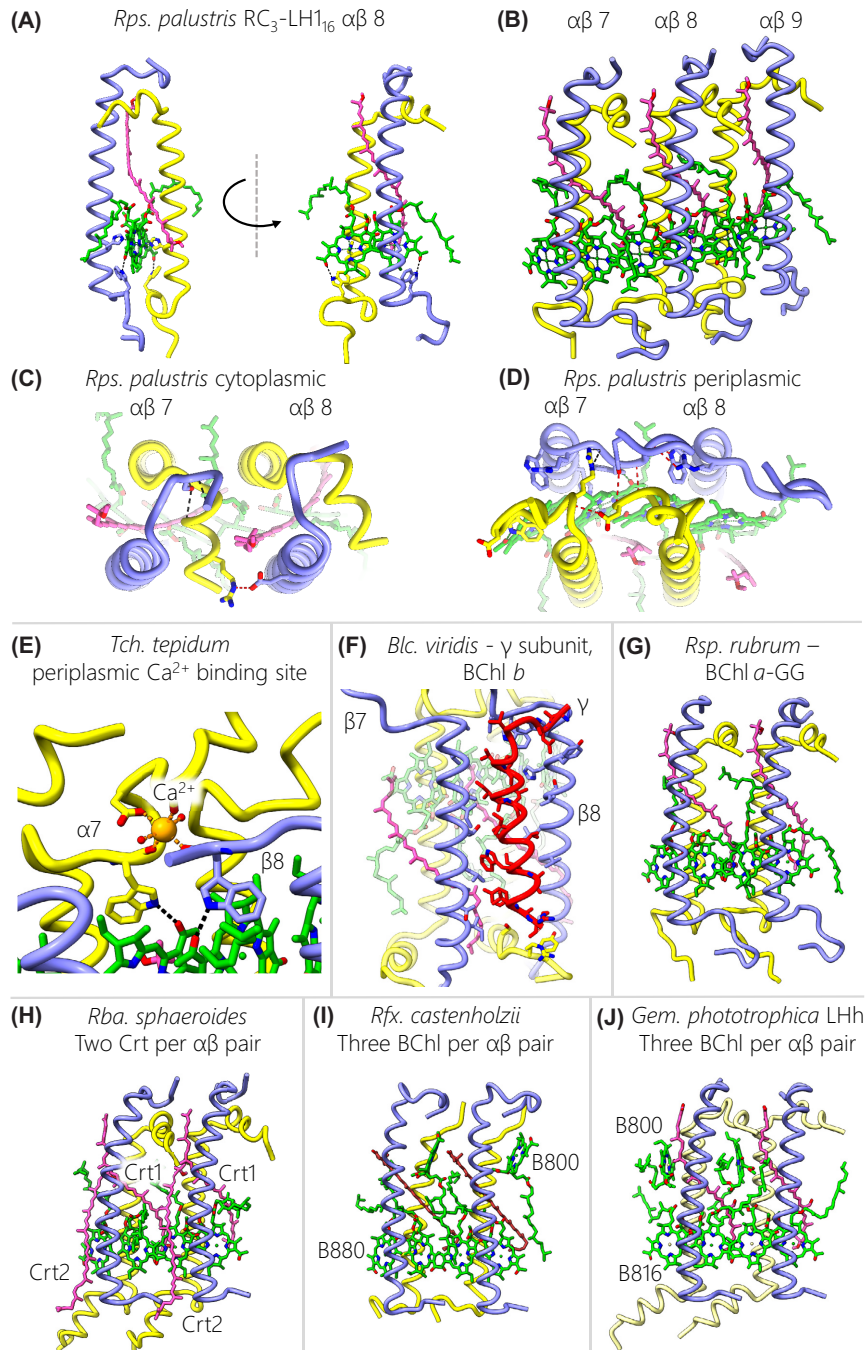 (A)
Rps. palustris RC₃-LH1₁₆ αβ 8
(B)
αβ 7 αβ 8 αβ 9
(C)
Rps. palustris cytoplasmic
αβ 7 αβ 8
(D)
Rps. palustris periplasmic
αβ 7 αβ 8
(E)
Tch. tepidum
periplasmic Ca²⁺ binding site
Ca²⁺
α7
β8
(F)
Blc. viridis - γ subunit,
BChl b
β7
γ
β8
(G)
Rsp. rubrum –
BChl a-GG
(H)
Rba. sphaeroides
Two Crt per αβ pair
Crt1
Crt1
Crt2
Crt2
(I)
Rfx. castenholzii
Three BChl per αβ pair
B800
B880
(J)
Gem. phototrophica LHh
Three BChl per αβ pair
B800
B816